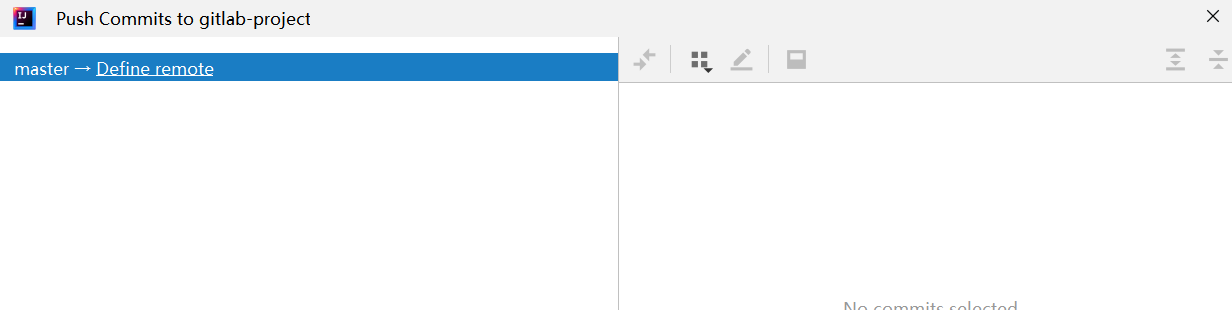 Push Commits to gitlab-project
master → Define remote
No commits selected